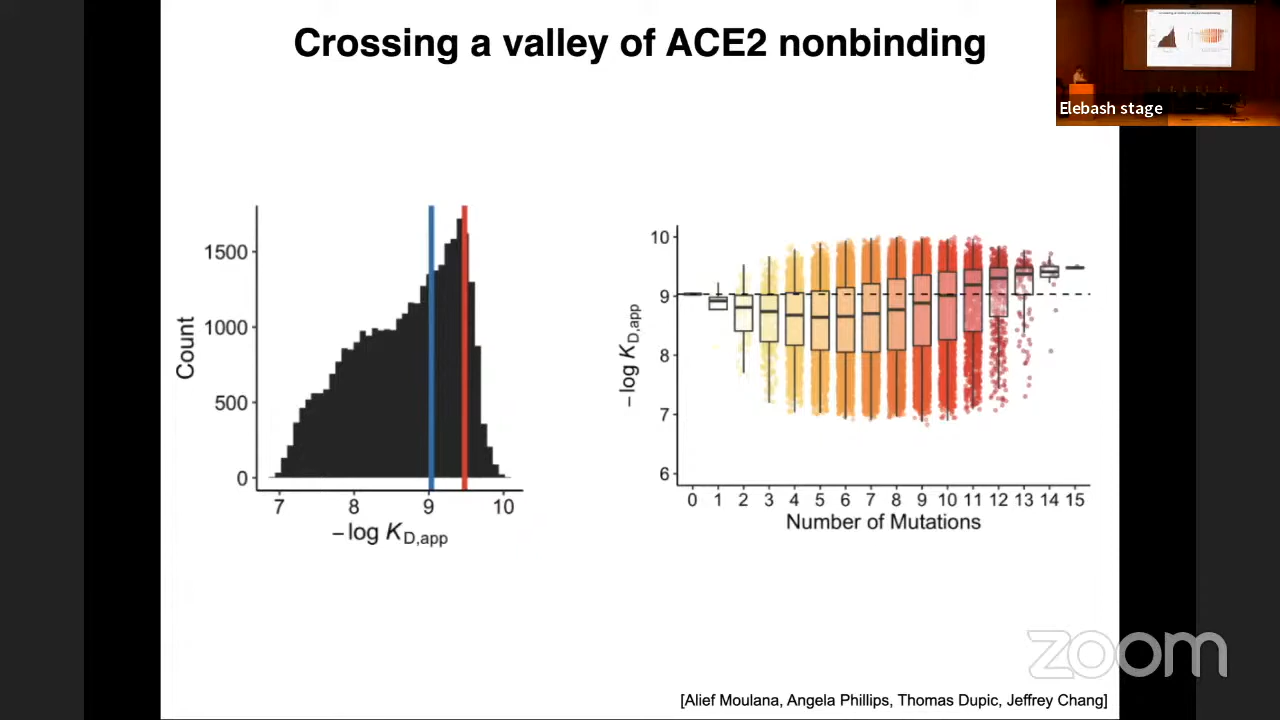 Crossing a valley of ACE2 nonbinding
Elebash stage
1500
1000
500
0
Count
7 8 9 10
−log K_D,app
10
9
8
7
6
−log K_D,app
0 1 2 3 4 5 6 7 8 9 10 11 12 13 14 15
Number of Mutations
zoom
[Alief Moulana, Angela Phillips, Thomas Dupic, Jeffrey Chang]